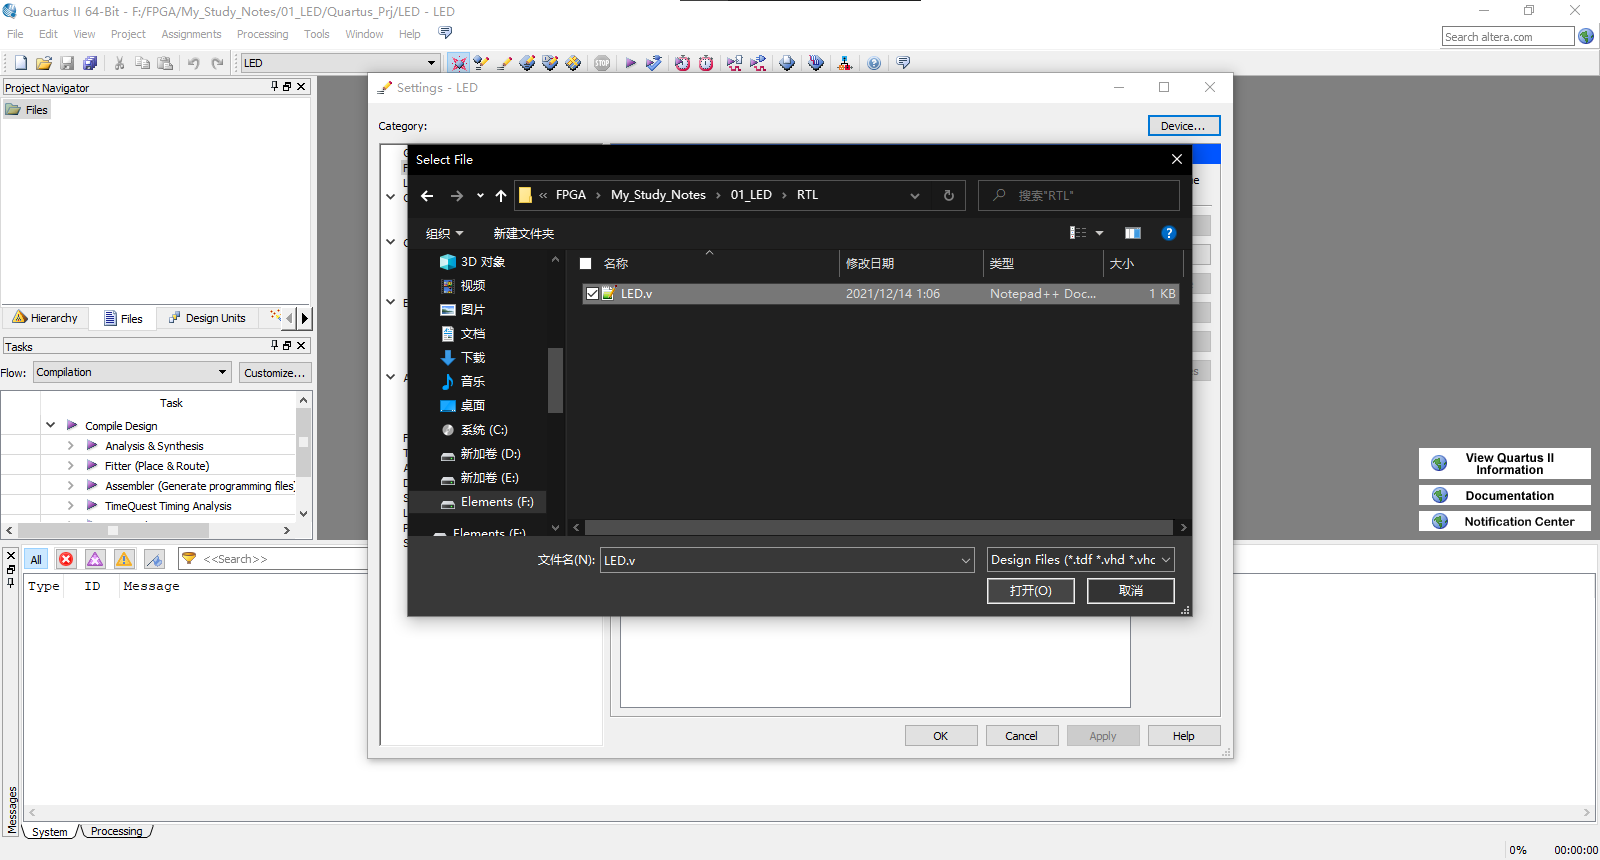 Quartus II 64-Bit - F:/FPGA/My_Study_Notes/01_LED/Quartus_Prj/LED - LED
File Edit View Project Assignments Processing Tools Window Help
Search altera.com
LED
Project Navigator
Files
Hierarchy Files Design Units
Tasks
Flow: Compilation Customize...
Task
Compile Design
Analysis & Synthesis
Fitter (Place & Route)
Assembler (Generate programming files)
TimeQuest Timing Analysis
Settings - LED
Category:
Device...
Select File
« FPGA › My_Study_Notes › 01_LED › RTL
搜索"RTL"
组织 新建文件夹
名称 修改日期 类型 大小
LED.v 2021/12/14 1:06 Notepad++ Doc... 1 KB
3D 对象
视频
图片
文档
下载
音乐
桌面
系统 (C:)
新加卷 (D:)
新加卷 (E:)
Elements (F:)
Elements (F:)
文件名(N): LED.v
Design Files (*.tdf *.vhd *.vhc
打开(O) 取消
OK Cancel Apply Help
View Quartus II
Information
Documentation
Notification Center
All <<Search>>
Type ID Message
Messages
System Processing
0% 00:00:00